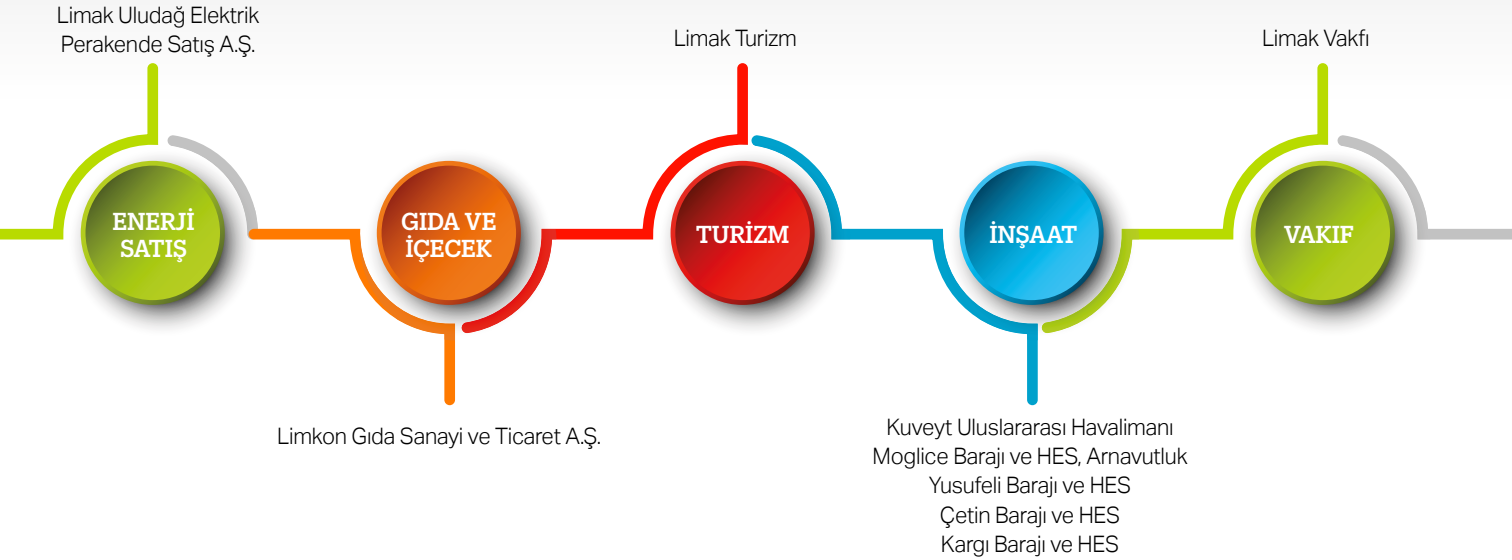 Limak Uludağ Elektrik
Perakende Satış A.Ş.
Limak Turizm
Limak Vakfı
ENERJİ
SATIŞ
GIDA VE
İÇECEK
TURİZM
İNŞAAT
VAKIF
Limkon Gıda Sanayi ve Ticaret A.Ş.
Kuveyt Uluslararası Havalimanı
Moglice Barajı ve HES, Arnavutluk
Yusufeli Barajı ve HES
Çetin Barajı ve HES
Kargı Barajı ve HES